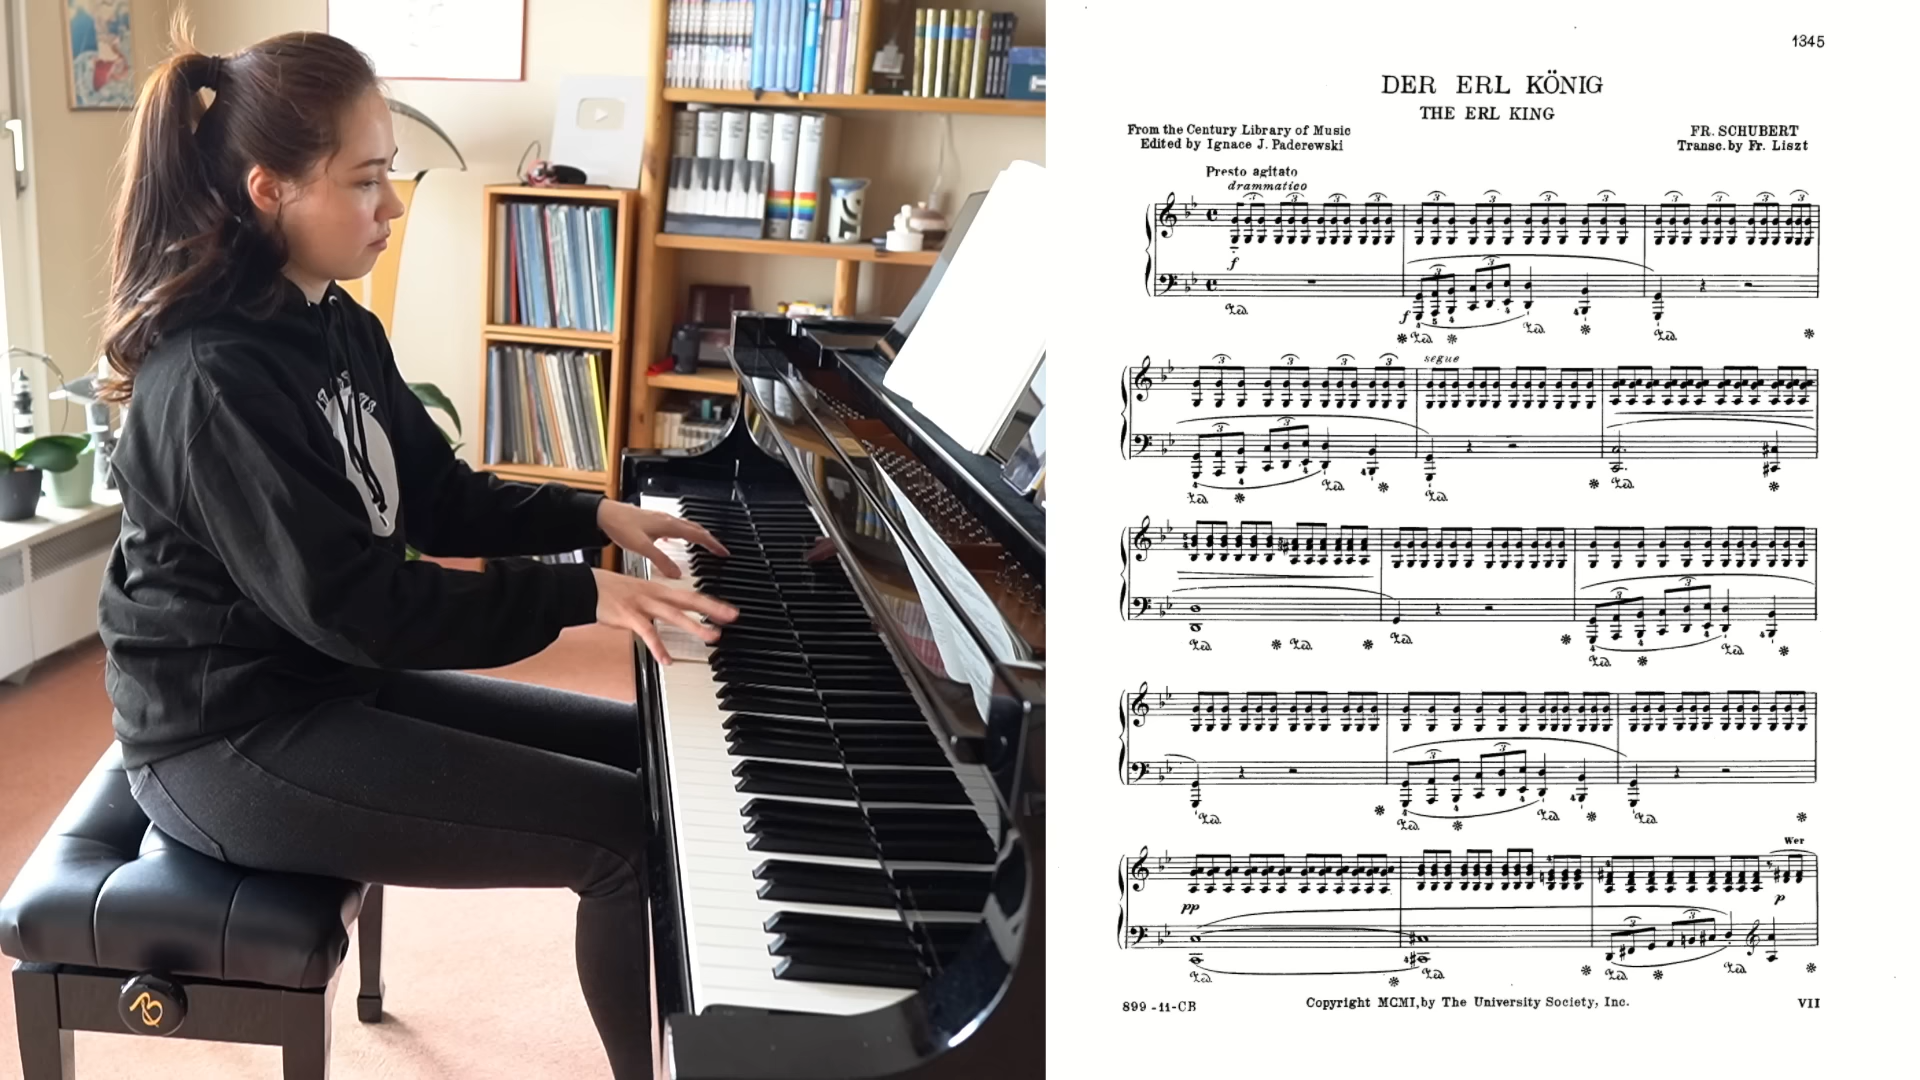 1345
DER ERL KÖNIG
THE ERL KING
From the Century Library of Music
Edited by Ignace J. Paderewski
FR. SCHUBERT
Transc. by Fr. Liszt
Presto agitato
drammatico
f
f
segue
Wer
pp
p
899-11-CB
Copyright MCMI, by The University Society, Inc.
VII